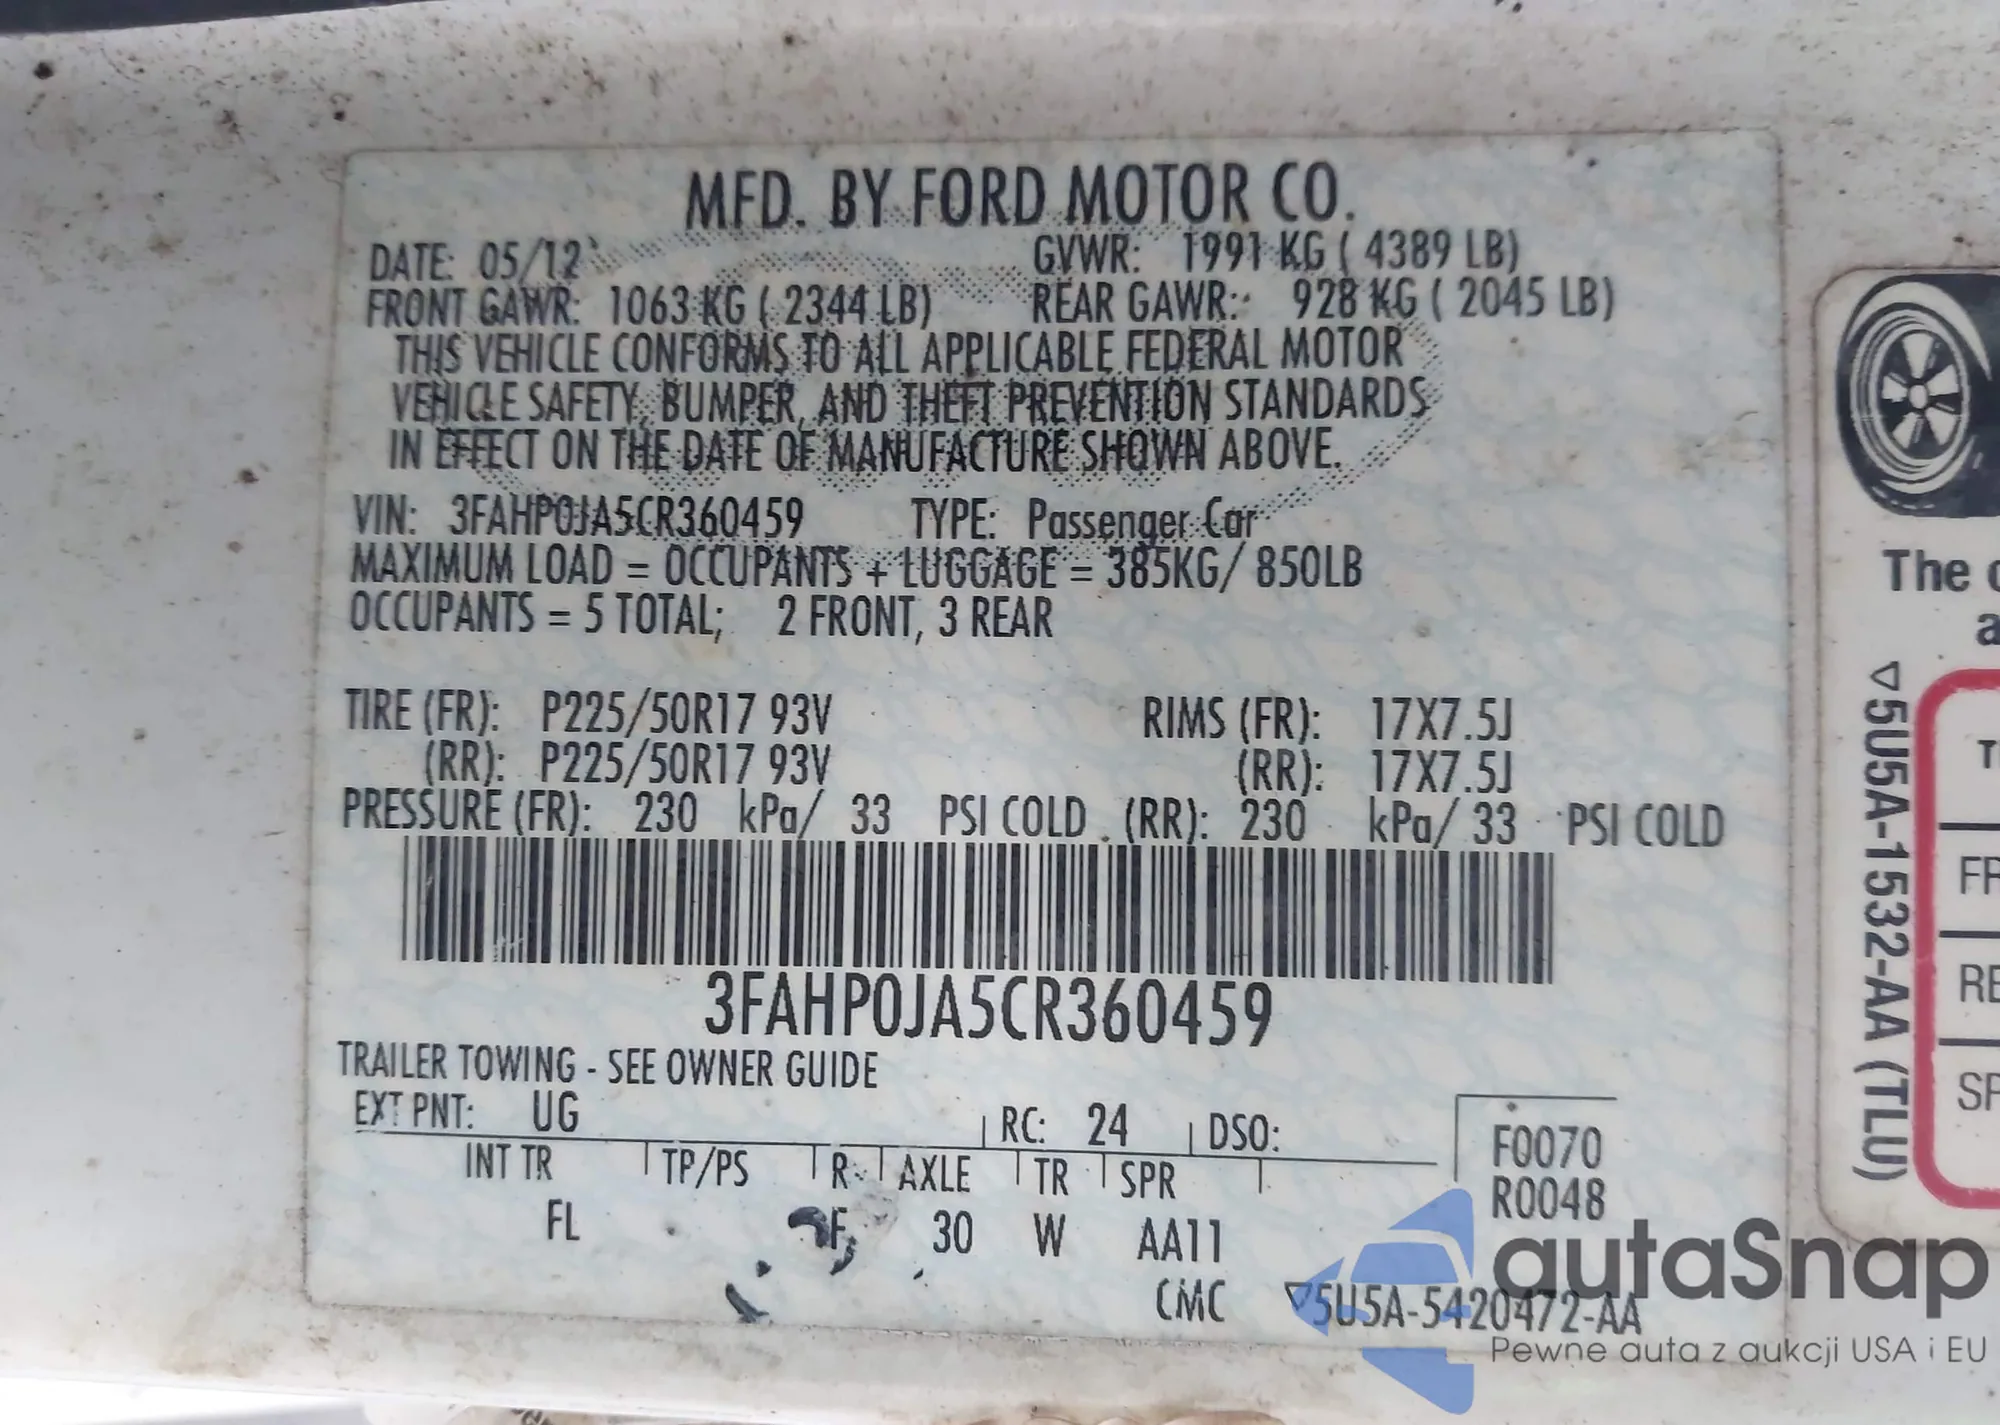 MFD. BY FORD MOTOR CO.
DATE: 05/12 GVWR: 1991 KG ( 4389 LB)
FRONT GAWR: 1063 KG ( 2344 LB) REAR GAWR: 928 KG ( 2045 LB)
THIS VEHICLE CONFORMS TO ALL APPLICABLE FEDERAL MOTOR
VEHICLE SAFETY, BUMPER, AND THEFT PREVENTION STANDARDS
IN EFFECT ON THE DATE OF MANUFACTURE SHOWN ABOVE.
VIN: 3FAHP0JA5CR360459 TYPE: Passenger Car
MAXIMUM LOAD = OCCUPANTS + LUGGAGE = 385KG/ 850LB
OCCUPANTS = 5 TOTAL; 2 FRONT, 3 REAR
TIRE (FR): P225/50R17 93V RIMS (FR): 17X7.5J
(RR): P225/50R17 93V (RR): 17X7.5J
PRESSURE (FR): 230 kPa/ 33 PSI COLD (RR): 230 kPa/ 33 PSI COLD
3FAHP0JA5CR360459
TRAILER TOWING - SEE OWNER GUIDE
EXT PNT: UG RC: 24 DSO:
F0070
R0048
INT TR TP/PS R AXLE TR SPR
FL F 30 W AA11
CMC ▽5U5A-5420472-AA
The
▽5U5A-1532-AA (TLU)
autaSnap
Pewne auta z aukcji USA i EU